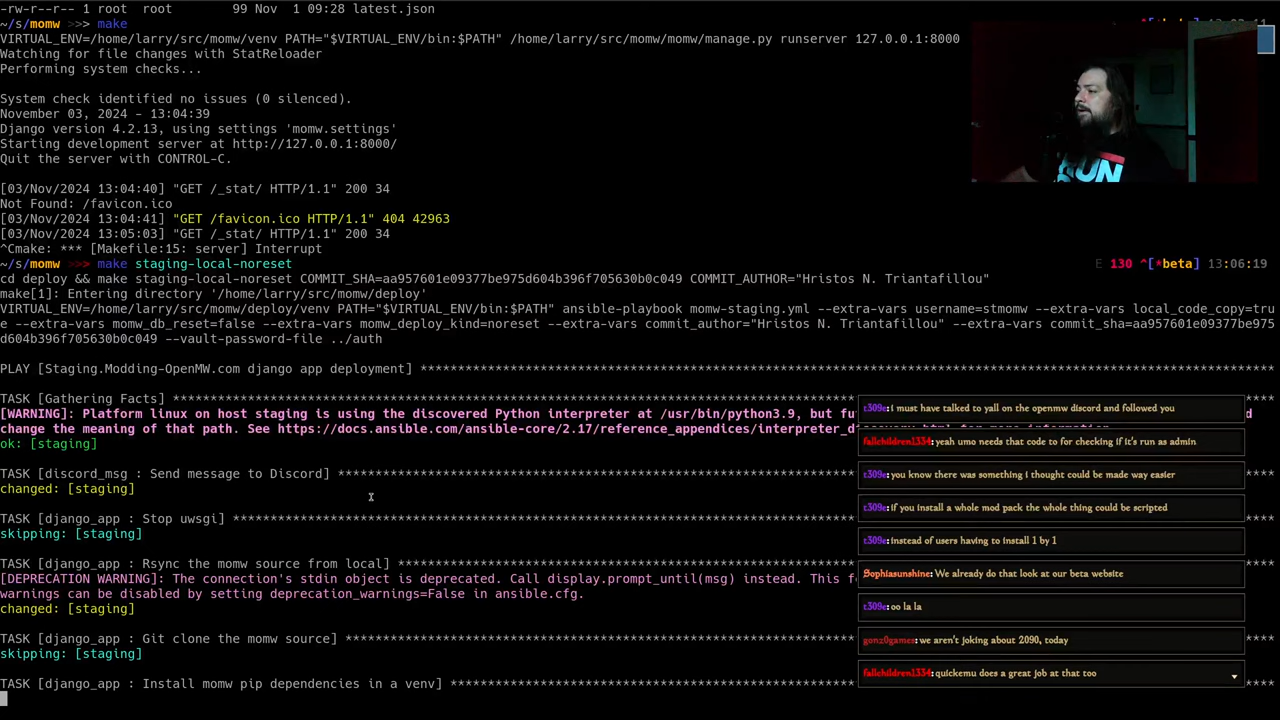 -rw-r--r-- 1 root  root        99 Nov  1 09:28 latest.json
~/s/momw >>> make
VIRTUAL_ENV=/home/larry/src/momw/venv PATH="$VIRTUAL_ENV/bin:$PATH" /home/larry/src/momw/momw/manage.py runserver 127.0.0.1:8000
Watching for file changes with StatReloader
Performing system checks...
System check identified no issues (0 silenced).
November 03, 2024 - 13:04:39
Django version 4.2.13, using settings 'momw.settings'
Starting development server at http://127.0.0.1:8000/
Quit the server with CONTROL-C.
[03/Nov/2024 13:04:40] "GET /_stat/ HTTP/1.1" 200 34
Not Found: /favicon.ico
[03/Nov/2024 13:04:41] "GET /favicon.ico HTTP/1.1" 404 42963
[03/Nov/2024 13:05:03] "GET /_stat/ HTTP/1.1" 200 34
^Cmake: *** [Makefile:15: server] Interrupt
~/s/momw >>> make staging-local-noreset E 130 ^[*beta] 13:06:19
cd deploy && make staging-local-noreset COMMIT_SHA=aa957601e09377be975d604b396f705630b0c049 COMMIT_AUTHOR="Hristos N. Triantafillou"
make[1]: Entering directory '/home/larry/src/momw/deploy'
VIRTUAL_ENV=/home/larry/src/momw/deploy/venv PATH="$VIRTUAL_ENV/bin:$PATH" ansible-playbook momw-staging.yml --extra-vars username=stmomw --extra-vars local_code_copy=tru
e --extra-vars momw_db_reset=false --extra-vars momw_deploy_kind=noreset --extra-vars commit_author="Hristos N. Triantafillou" --extra-vars commit_sha=aa957601e09377be975
d604b396f705630b0c049 --vault-password-file ../auth
PLAY [Staging.Modding-OpenMW.com django app deployment] ***********************************************************************************************************
TASK [Gathering Facts] ****************************************************************************************
[WARNING]: Platform linux on host staging is using the discovered Python interpreter at /usr/bin/python3.9, but fu
change the meaning of that path. See https://docs.ansible.com/ansible-core/2.17/reference_appendices/interpreter_d
ok: [staging]
TASK [discord_msg : Send message to Discord] *********************************************************************
changed: [staging]
TASK [django_app : Stop uwsgi] ***********************************************************************************
skipping: [staging]
TASK [django_app : Rsync the momw source from local] *************************************************************
[DEPRECATION WARNING]: The connection's stdin object is deprecated. Call display.prompt_until(msg) instead. This fe
warnings can be disabled by setting deprecation_warnings=False in ansible.cfg.
changed: [staging]
TASK [django_app : Git clone the momw source] ********************************************************************
skipping: [staging]
TASK [django_app : Install momw pip dependencies in a venv] ******************************************************
t309e: i must have talked to yall on the openmw discord and followed you
fallchildren1334: yeah umo needs that code to for checking if it's run as admin
t309e: you know there was something i thought could be made way easier
t309e: if you install a whole mod pack the whole thing could be scripted
t309e: instead of users having to install 1 by 1
Sophiasunshine: We already do that look at our beta website
t309e: oo la la
gonz0games: we aren't joking about 2090, today
fallchildren1334: quickemu does a great job at that too